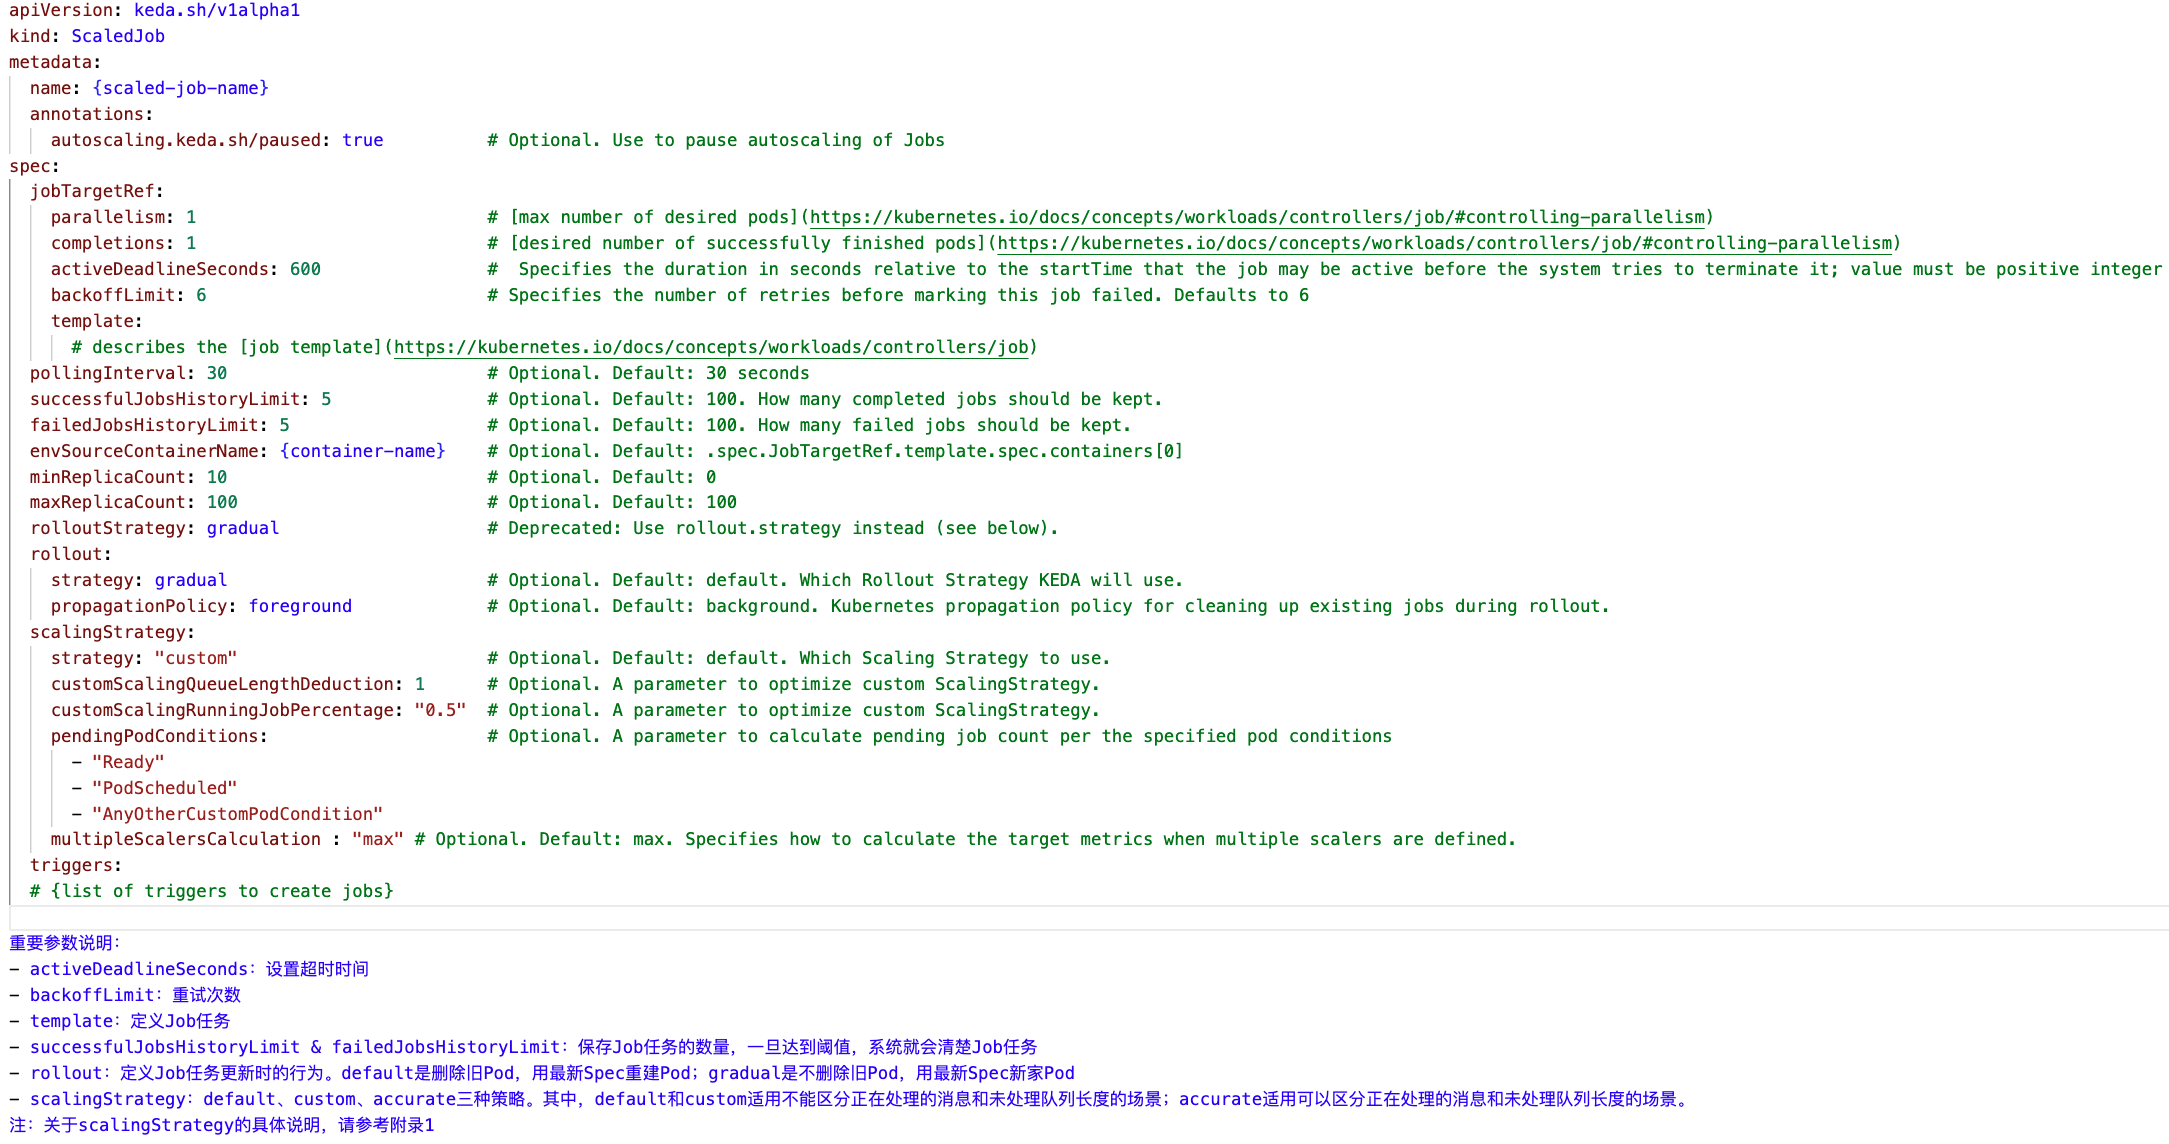 apiVersion: keda.sh/v1alpha1
kind: ScaledJob
metadata:
  name: {scaled-job-name}
  annotations:
    autoscaling.keda.sh/paused: true          # Optional. Use to pause autoscaling of Jobs
spec:
  jobTargetRef:
    parallelism: 1                            # [max number of desired pods](https://kubernetes.io/docs/concepts/workloads/controllers/job/#controlling-parallelism)
    completions: 1                            # [desired number of successfully finished pods](https://kubernetes.io/docs/concepts/workloads/controllers/job/#controlling-parallelism)
    activeDeadlineSeconds: 600                #  Specifies the duration in seconds relative to the startTime that the job may be active before the system tries to terminate it; value must be positive integer
    backoffLimit: 6                           # Specifies the number of retries before marking this job failed. Defaults to 6
    template:
      # describes the [job template](https://kubernetes.io/docs/concepts/workloads/controllers/job)
  pollingInterval: 30                         # Optional. Default: 30 seconds
  successfulJobsHistoryLimit: 5               # Optional. Default: 100. How many completed jobs should be kept.
  failedJobsHistoryLimit: 5                   # Optional. Default: 100. How many failed jobs should be kept.
  envSourceContainerName: {container-name}    # Optional. Default: .spec.JobTargetRef.template.spec.containers[0]
  minReplicaCount: 10                         # Optional. Default: 0
  maxReplicaCount: 100                        # Optional. Default: 100
  rolloutStrategy: gradual                    # Deprecated: Use rollout.strategy instead (see below).
  rollout:
    strategy: gradual                         # Optional. Default: default. Which Rollout Strategy KEDA will use.
    propagationPolicy: foreground             # Optional. Default: background. Kubernetes propagation policy for cleaning up existing jobs during rollout.
  scalingStrategy:
    strategy: "custom"                        # Optional. Default: default. Which Scaling Strategy to use.
    customScalingQueueLengthDeduction: 1      # Optional. A parameter to optimize custom ScalingStrategy.
    customScalingRunningJobPercentage: "0.5"  # Optional. A parameter to optimize custom ScalingStrategy.
    pendingPodConditions:                     # Optional. A parameter to calculate pending job count per the specified pod conditions
      - "Ready"
      - "PodScheduled"
      - "AnyOtherCustomPodCondition"
    multipleScalersCalculation : "max" # Optional. Default: max. Specifies how to calculate the target metrics when multiple scalers are defined.
  triggers:
  # {list of triggers to create jobs}
重要参数说明：
- activeDeadlineSeconds：设置超时时间
- backoffLimit：重试次数
- template：定义Job任务
- successfulJobsHistoryLimit & failedJobsHistoryLimit：保存Job任务的数量，一旦达到阈值，系统就会清楚Job任务
- rollout：定义Job任务更新时的行为。default是删除旧Pod，用最新Spec重建Pod；gradual是不删除旧Pod，用最新Spec新家Pod
- scalingStrategy：default、custom、accurate三种策略。其中，default和custom适用不能区分正在处理的消息和未处理队列长度的场景；accurate适用可以区分正在处理的消息和未处理队列长度的场景。
注：关于scalingStrategy的具体说明，请参考附录1